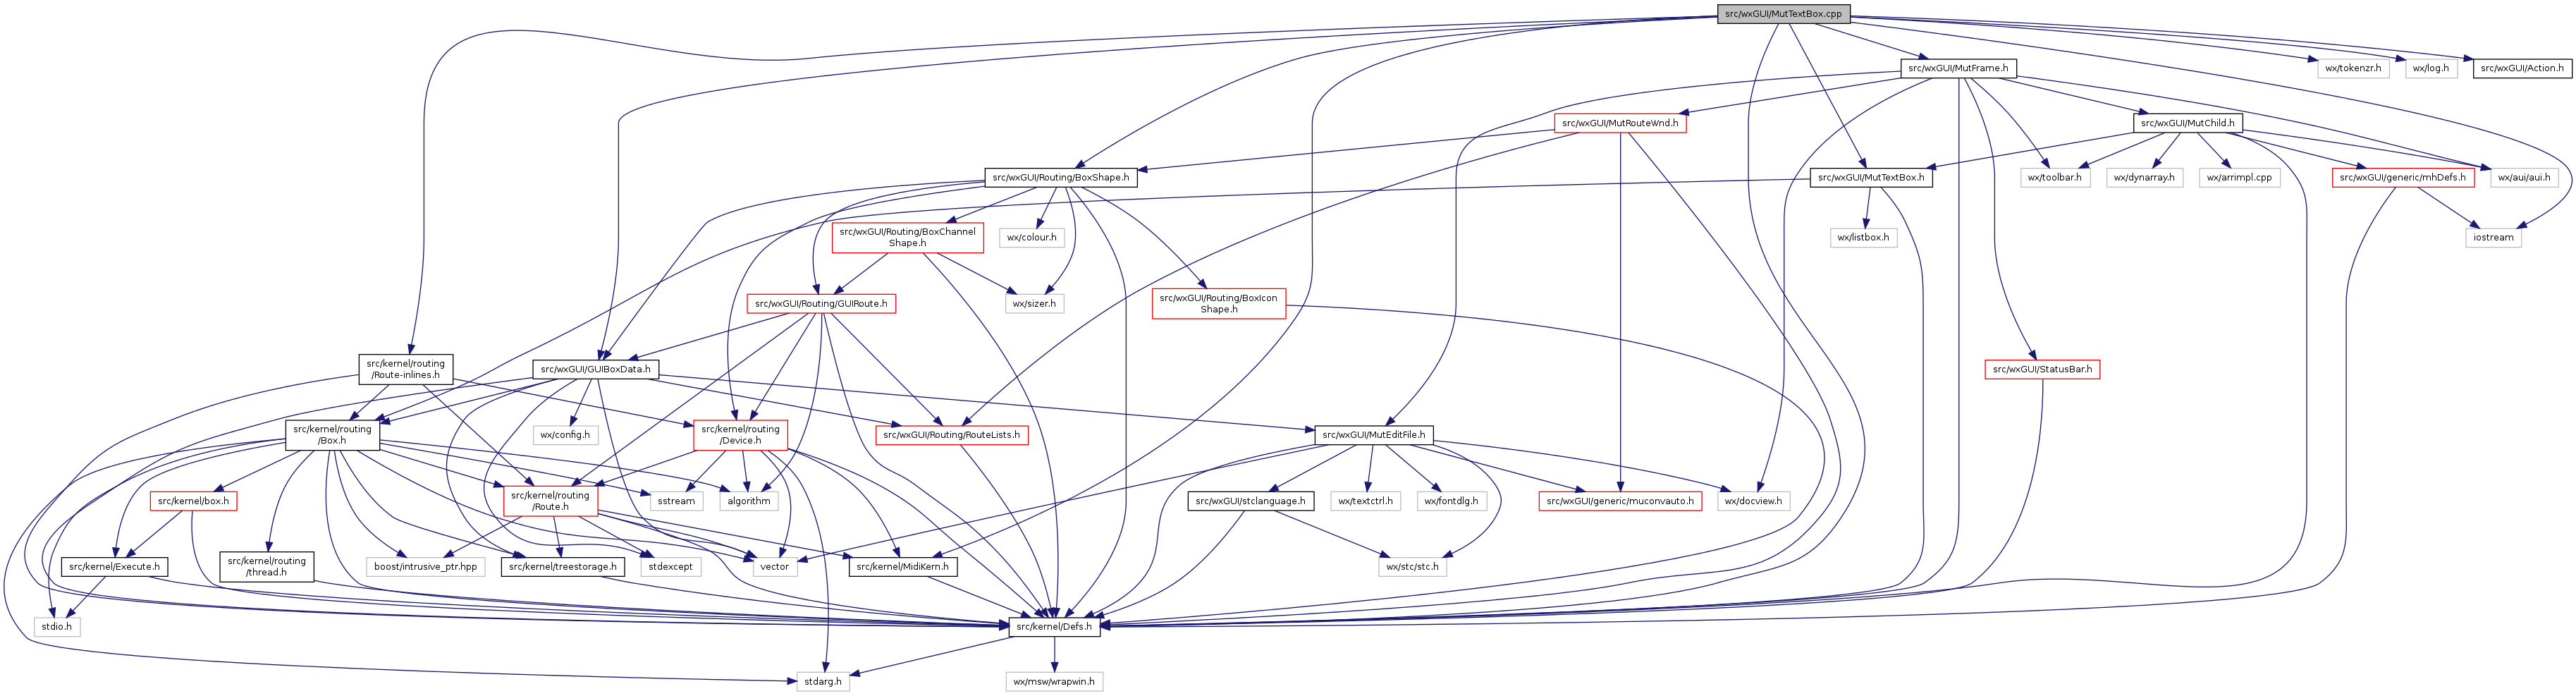 src/wxGUI/MutTextBox.cpp
src/wxGUI/MutFrame.h
wx/tokenzr.h
wx/log.h
src/wxGUI/Action.h
src/wxGUI/MutRouteWnd.h
src/wxGUI/MutChild.h
src/wxGUI/Routing/BoxShape.h
src/wxGUI/MutTextBox.h
wx/toolbar.h
wx/dynarray.h
wx/arrimpl.cpp
src/wxGUI/generic/mhDefs.h
wx/aui/aui.h
src/wxGUI/Routing/BoxChannel
Shape.h
wx/colour.h
wx/listbox.h
iostream
src/wxGUI/Routing/GUIRoute.h
wx/sizer.h
src/wxGUI/Routing/BoxIcon
Shape.h
src/kernel/routing
/Route-inlines.h
src/wxGUI/GUIBoxData.h
src/wxGUI/StatusBar.h
src/kernel/routing
/Box.h
wx/config.h
src/kernel/routing
/Device.h
src/wxGUI/Routing/RouteLists.h
src/wxGUI/MutEditFile.h
src/kernel/box.h
src/kernel/routing
/Route.h
sstream
algorithm
src/wxGUI/stclanguage.h
wx/textctrl.h
wx/fontdlg.h
src/wxGUI/generic/muconvauto.h
wx/docview.h
src/kernel/Execute.h
src/kernel/routing
/thread.h
boost/intrusive_ptr.hpp
src/kernel/treestorage.h
stdexcept
vector
src/kernel/MidiKern.h
wx/stc/stc.h
stdio.h
src/kernel/Defs.h
stdarg.h
wx/msw/wrapwin.h